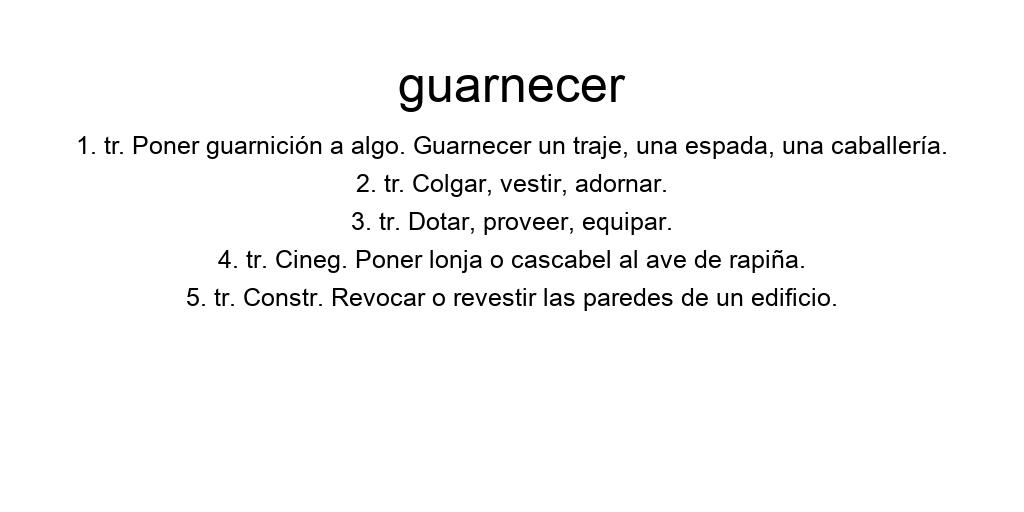 guarnecer
1. tr. Poner guarnición a algo. Guarnecer un traje, una espada, una caballería.
2. tr. Colgar, vestir, adornar.
3. tr. Dotar, proveer, equipar.
4. tr. Cineg. Poner lonja o cascabel al ave de rapiña.
5. tr. Constr. Revocar o revestir las paredes de un edificio.